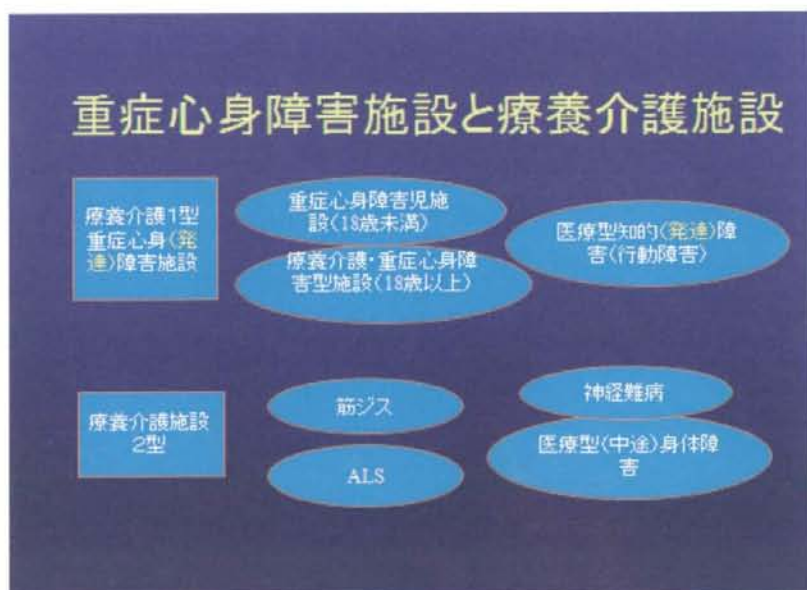 重症心身障害施設と療養介護施設
療養介護1型
重症心身(発
達)障害施設
重症心身障害児施
設(18歳未満)
療養介護・重症心身障
害型施設(18歳以上)
医療型知的(発達)障
害(行動障害)
療養介護施設
2型
筋ジス
ALS
神経難病
医療型(中途)身体障
害